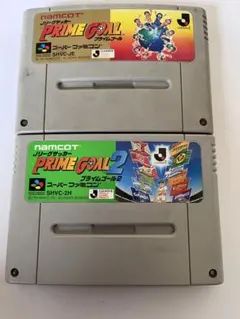 namcot
Jリーグサッカー
PRIME GOAL
プライムゴール
スーパーファミコン
SHVC-JE
namcot
Jリーグサッカー
PRIME GOAL 2
プライムゴール2
スーパーファミコン
SHVC-2H